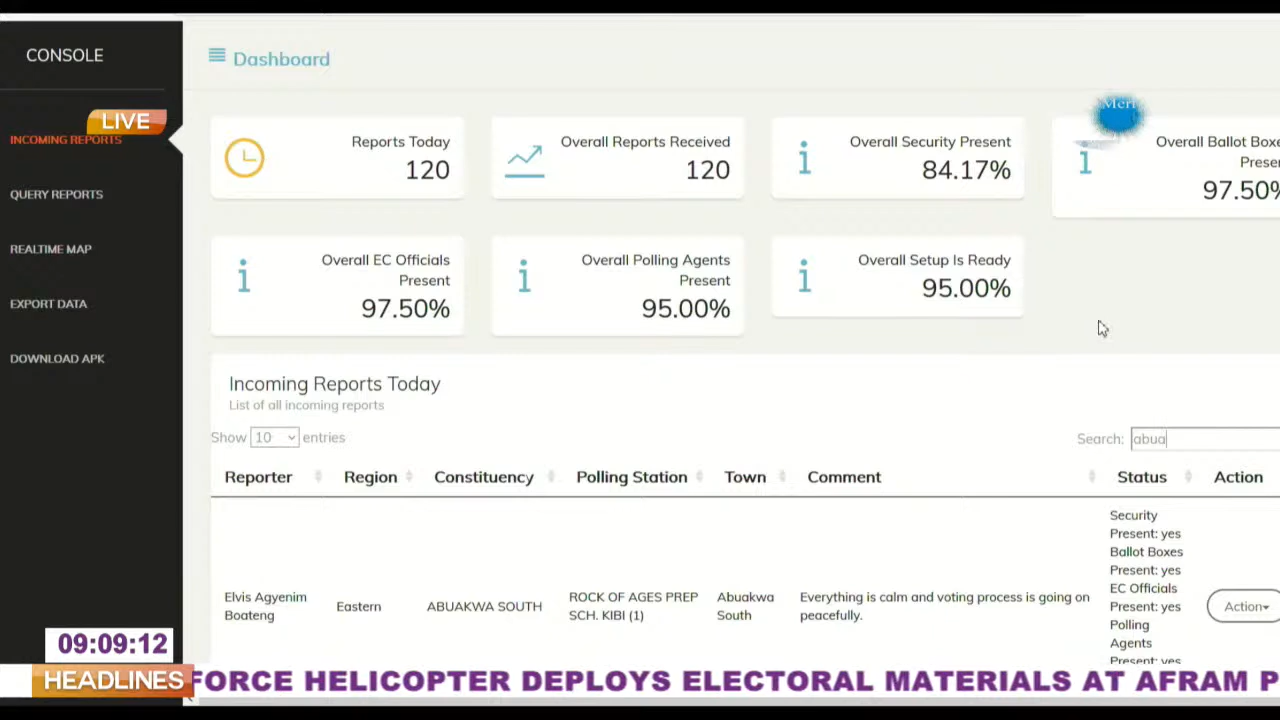 CONSOLE
Dashboard
LIVE
INCOMING REPORTS
QUERY REPORTS
REALTIME MAP
EXPORT DATA
DOWNLOAD APK
Reports Today
120
Overall Reports Received
120
Overall Security Present
84.17%
Meri
Overall Ballot Boxe
Presen
97.50%
Overall EC Officials
Present
97.50%
Overall Polling Agents
Present
95.00%
Overall Setup Is Ready
95.00%
Incoming Reports Today
List of all incoming reports
Show 10 entries
Search: abua
Reporter Region Constituency Polling Station Town Comment Status Action
Elvis Agyenim
Boateng
Eastern
ABUAKWA SOUTH
ROCK OF AGES PREP
SCH. KIBI (1)
Abuakwa
South
Everything is calm and voting process is going on
peacefully.
Security
Present: yes
Ballot Boxes
Present: yes
EC Officials
Present: yes
Polling
Agents
Present: yes
Action
09:09:12
HEADLINES
FORCE HELICOPTER DEPLOYS ELECTORAL MATERIALS AT AFRAM P